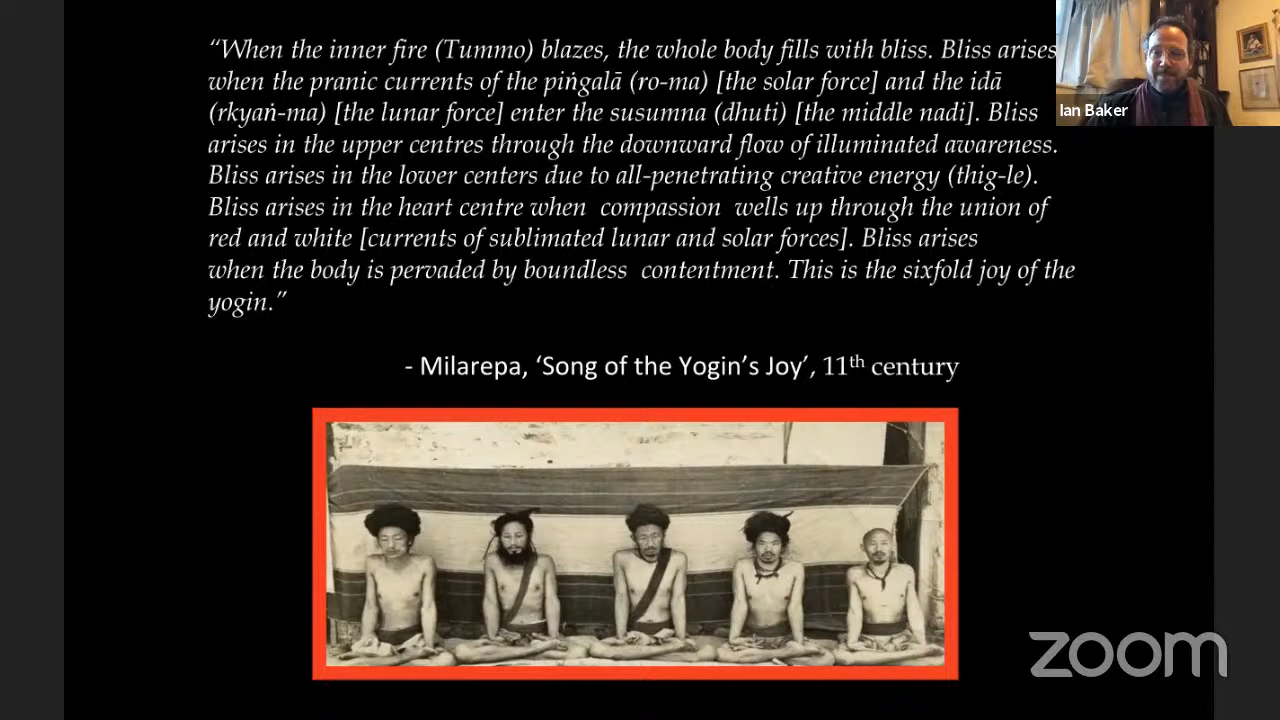 “When the inner fire (Tummo) blazes, the whole body fills with bliss. Bliss arises
when the pranic currents of the piṅgalā (ro-ma) [the solar force] and the idā
(rkyaṅ-ma) [the lunar force] enter the susumna (dhuti) [the middle nadi]. Bliss
arises in the upper centres through the downward flow of illuminated awareness.
Bliss arises in the lower centers due to all-penetrating creative energy (thig-le).
Bliss arises in the heart centre when compassion wells up through the union of
red and white [currents of sublimated lunar and solar forces]. Bliss arises
when the body is pervaded by boundless contentment. This is the sixfold joy of the
yogin.”
- Milarepa, ‘Song of the Yogin’s Joy’, 11th century
Ian Baker
zoom